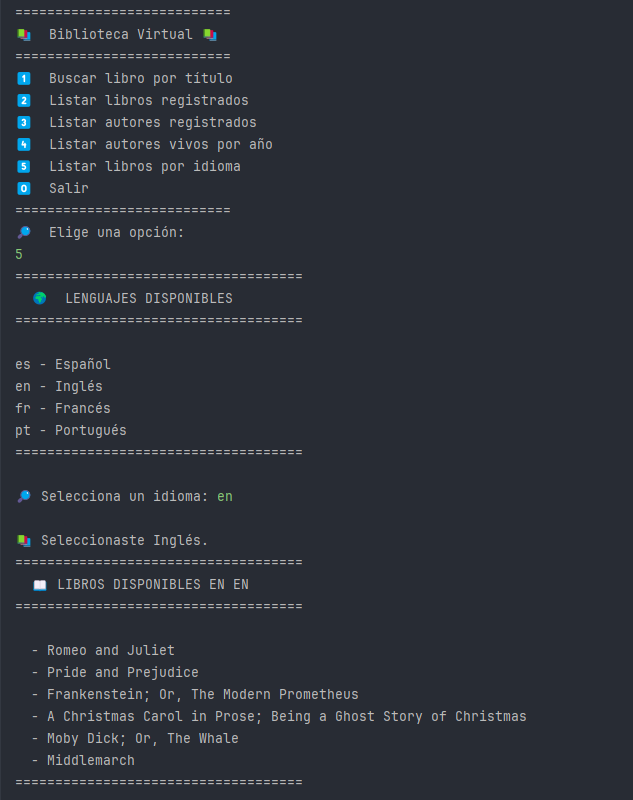 ===========================
📚 Biblioteca Virtual 📚
===========================
1️⃣ Buscar libro por título
2️⃣ Listar libros registrados
3️⃣ Listar autores registrados
4️⃣ Listar autores vivos por año
5️⃣ Listar libros por idioma
0️⃣ Salir
===========================
🔎 Elige una opción:
5
====================================
🌍 LENGUAJES DISPONIBLES
====================================
es - Español
en - Inglés
fr - Francés
pt - Portugués
====================================
🔎 Selecciona un idioma: en
📚 Seleccionaste Inglés.
====================================
📖 LIBROS DISPONIBLES EN EN
====================================
- Romeo and Juliet
- Pride and Prejudice
- Frankenstein; Or, The Modern Prometheus
- A Christmas Carol in Prose; Being a Ghost Story of Christmas
- Moby Dick; Or, The Whale
- Middlemarch
====================================